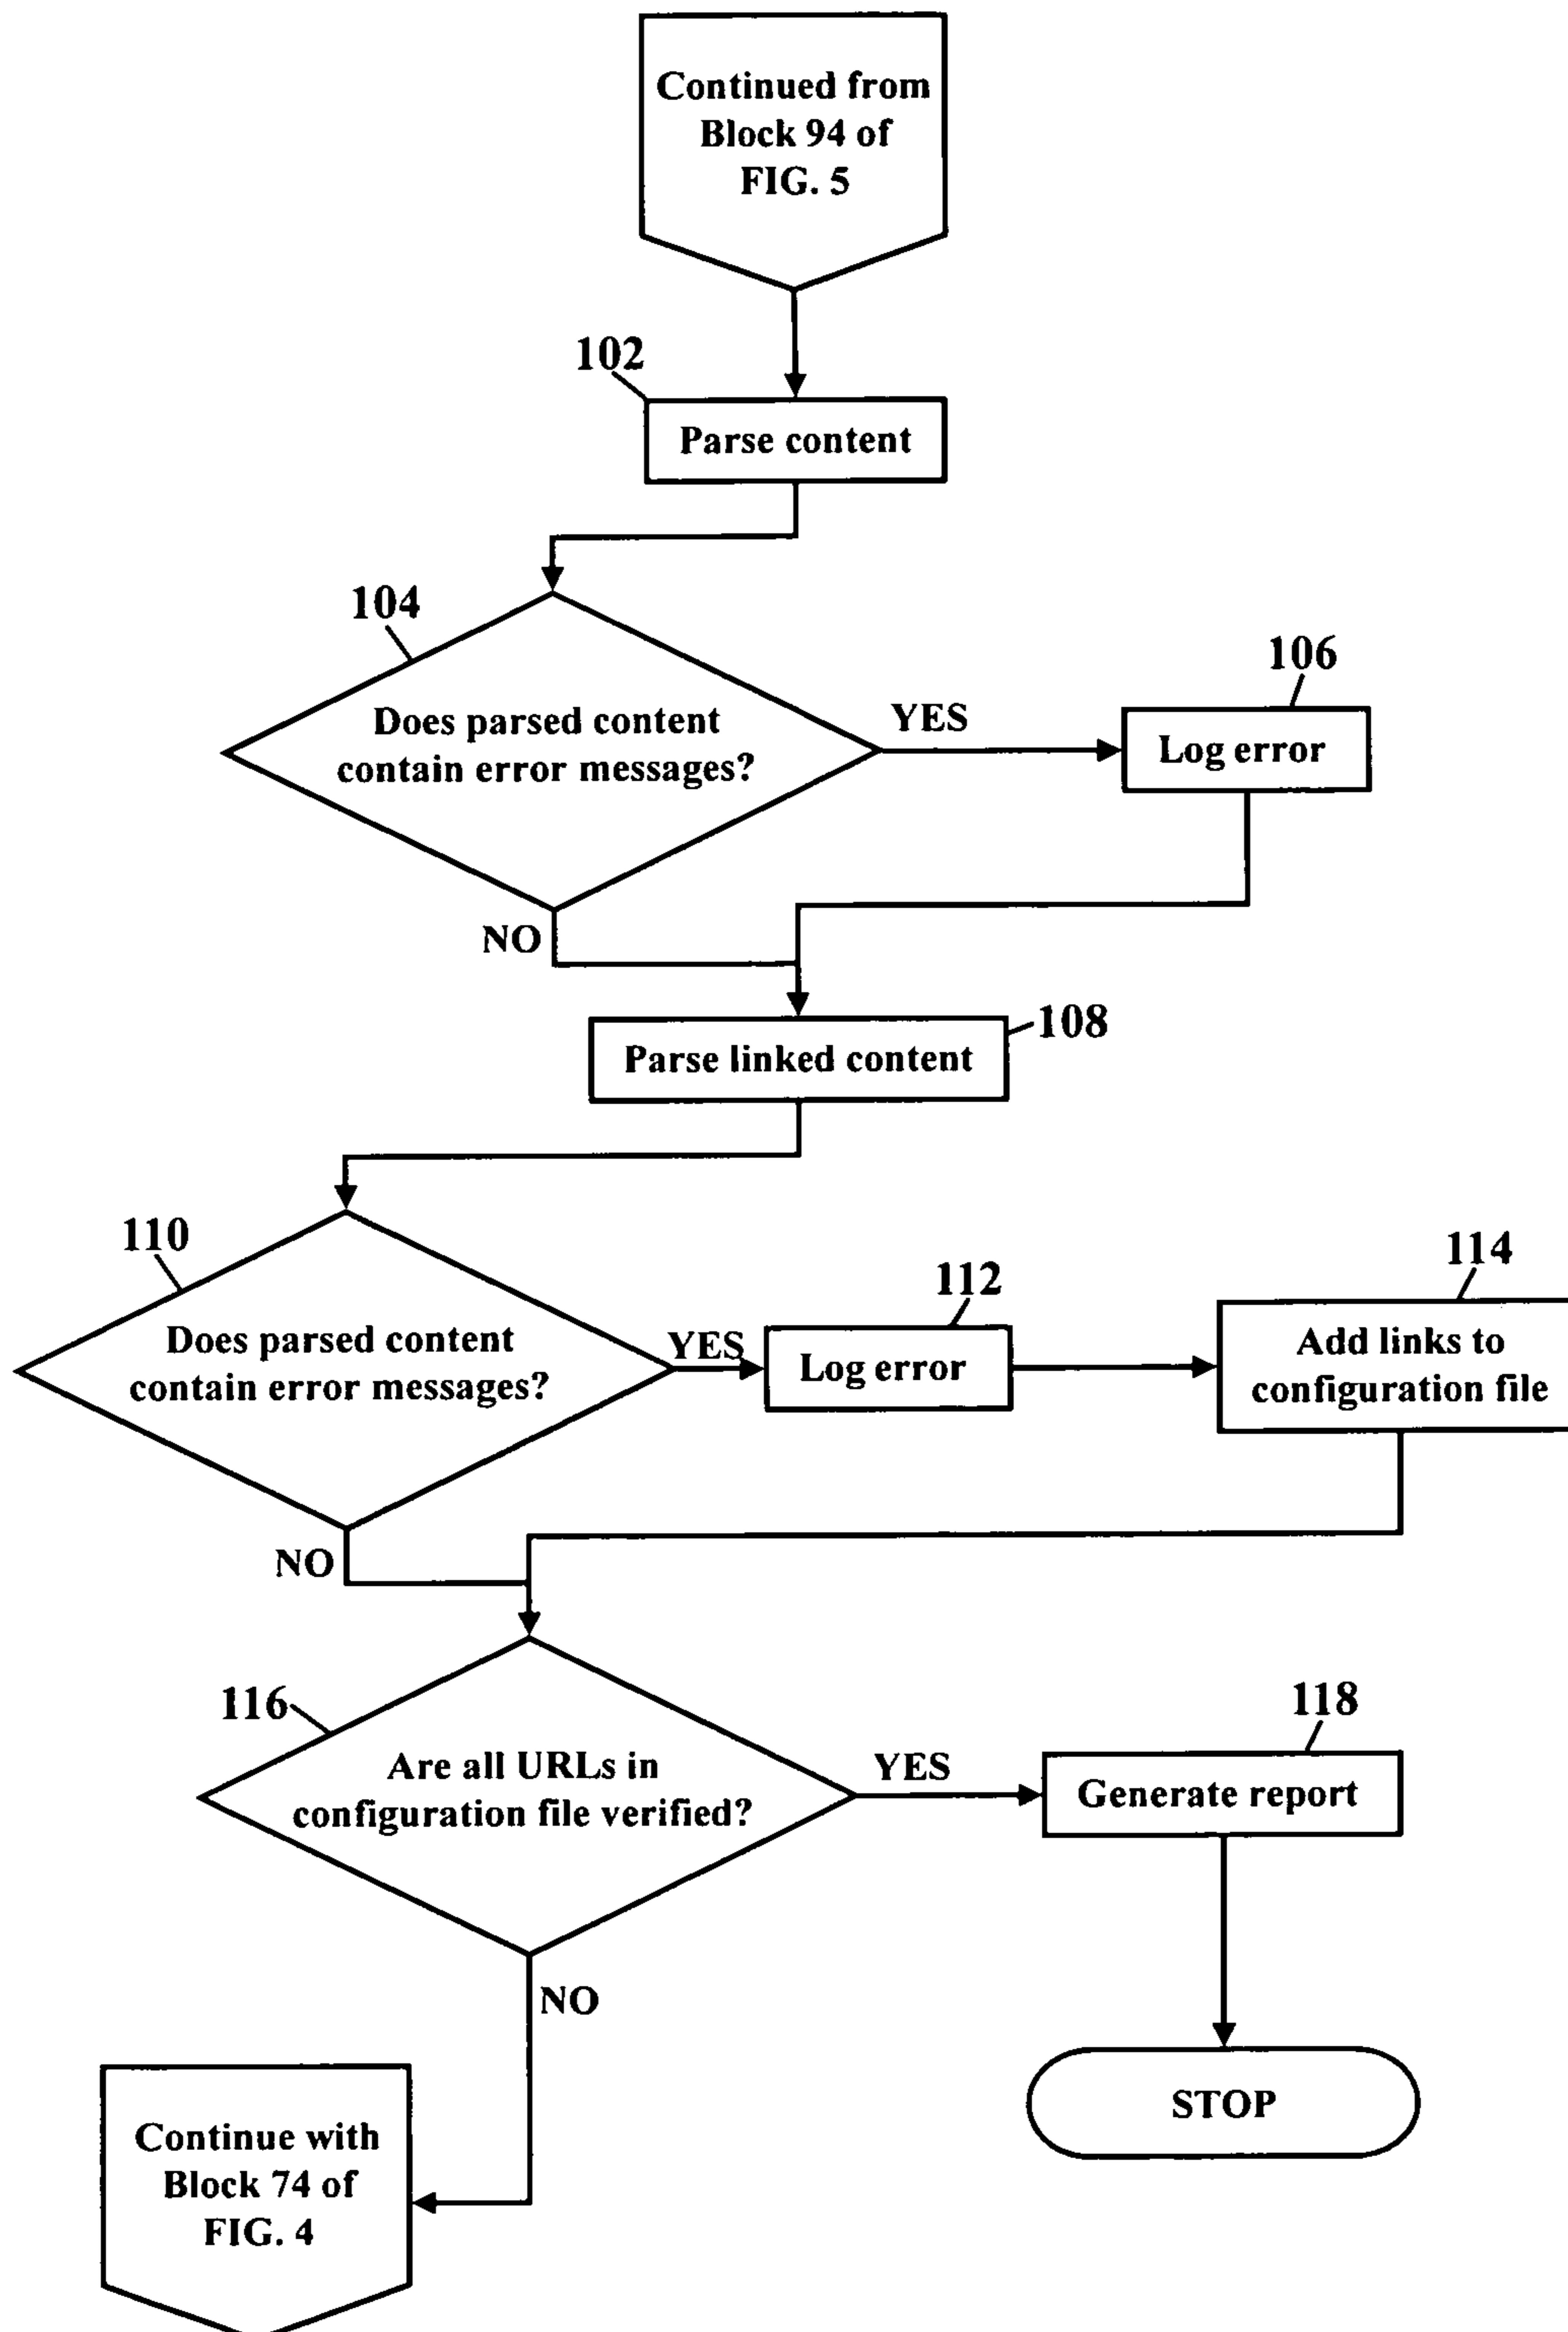 Continued from
Block 94 of
FIG. 5
102
Parse content
104
Does parsed content
contain error messages?
YES
106
Log error
NO
108
Parse linked content
110
Does parsed content
contain error messages?
YES
112
Log error
114
Add links to
configuration file
NO
116
Are all URLs in
configuration file verified?
YES
118
Generate report
NO
STOP
Continue with
Block 74 of
FIG. 4